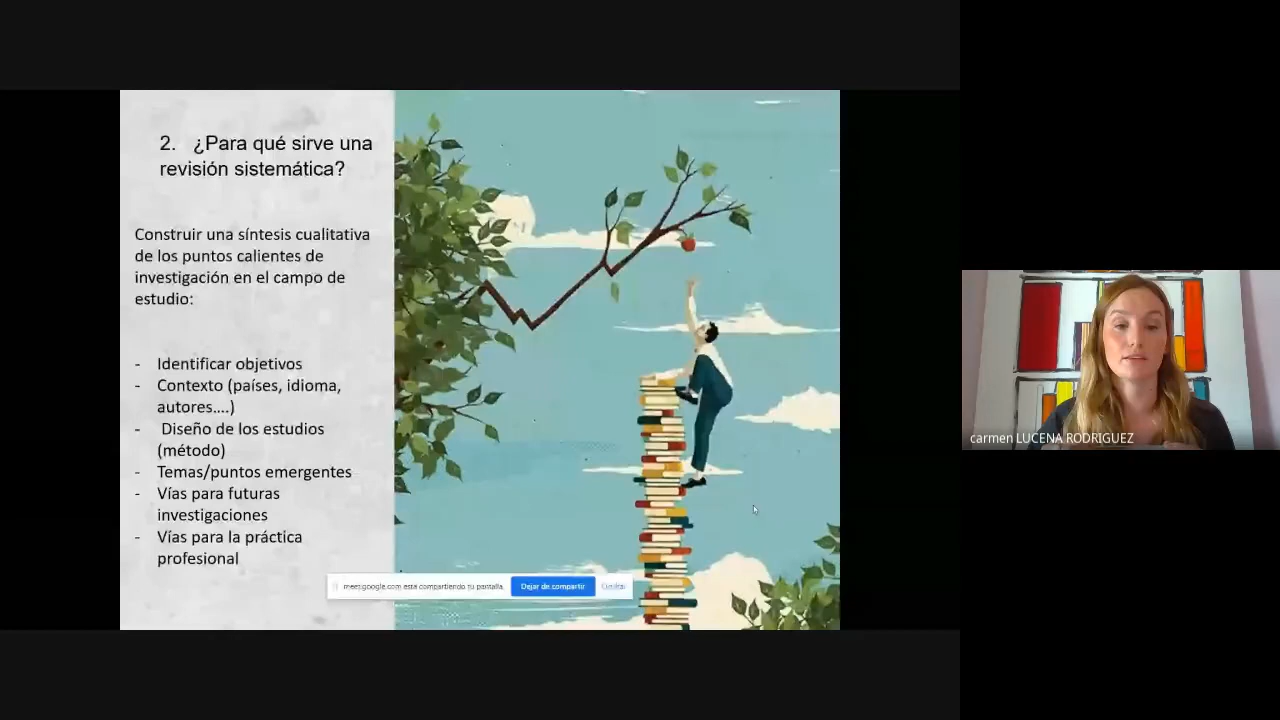 2. ¿Para qué sirve una
revisión sistemática?
Construir una síntesis cualitativa
de los puntos calientes de
investigación en el campo de
estudio:
- Identificar objetivos
- Contexto (países, idioma,
autores....)
- Diseño de los estudios
(método)
- Temas/puntos emergentes
- Vías para futuras
investigaciones
- Vías para la práctica
profesional
meet.google.com está compartiendo tu pantalla.
Dejar de compartir
Ocultar
carmen LUCENA RODRIGUEZ